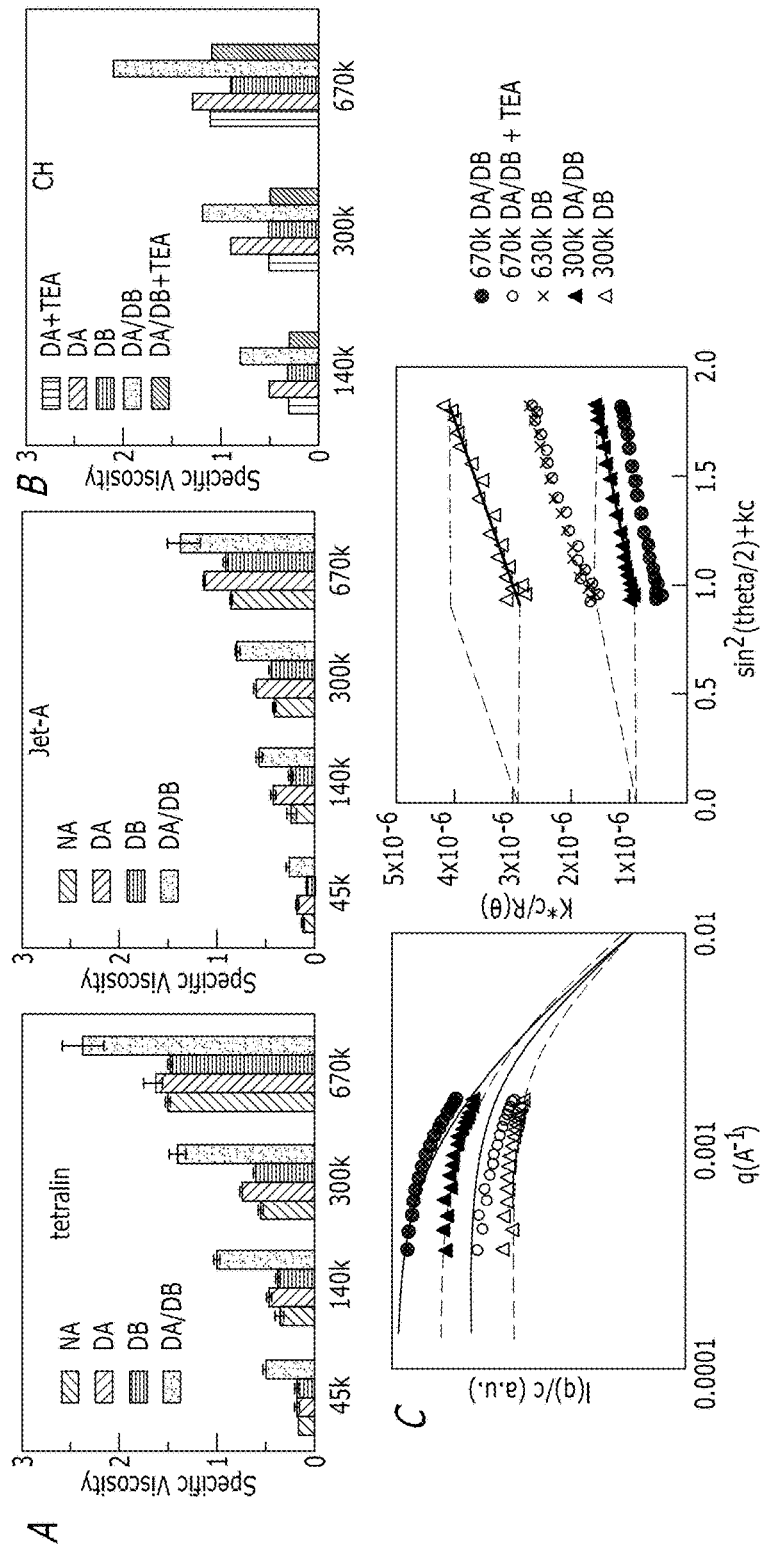 A
tetralin
NA
DA
DB
DA/DB
Specific Viscosity
3
2
1
0
45k
140k
300k
670k
Jet-A
NA
DA
DB
DA/DB
Specific Viscosity
3
2
1
0
45k
140k
300k
670k
B
CH
DA+TEA
DA
DB
DA/DB
DA/DB+TEA
Specific Viscosity
3
2
1
0
140k
300k
670k
C
I(q)/c (a.u.)
0.0001
0.001
0.01
q(A⁻¹)
K*c/R(θ)
5x10⁻⁶
4x10⁻⁶
3x10⁻⁶
2x10⁻⁶
1x10⁻⁶
0.0
0.5
1.0
1.5
2.0
sin²(theta/2)+kc
670k DA/DB
670k DA/DB + TEA
630k DB
300k DA/DB
300k DB